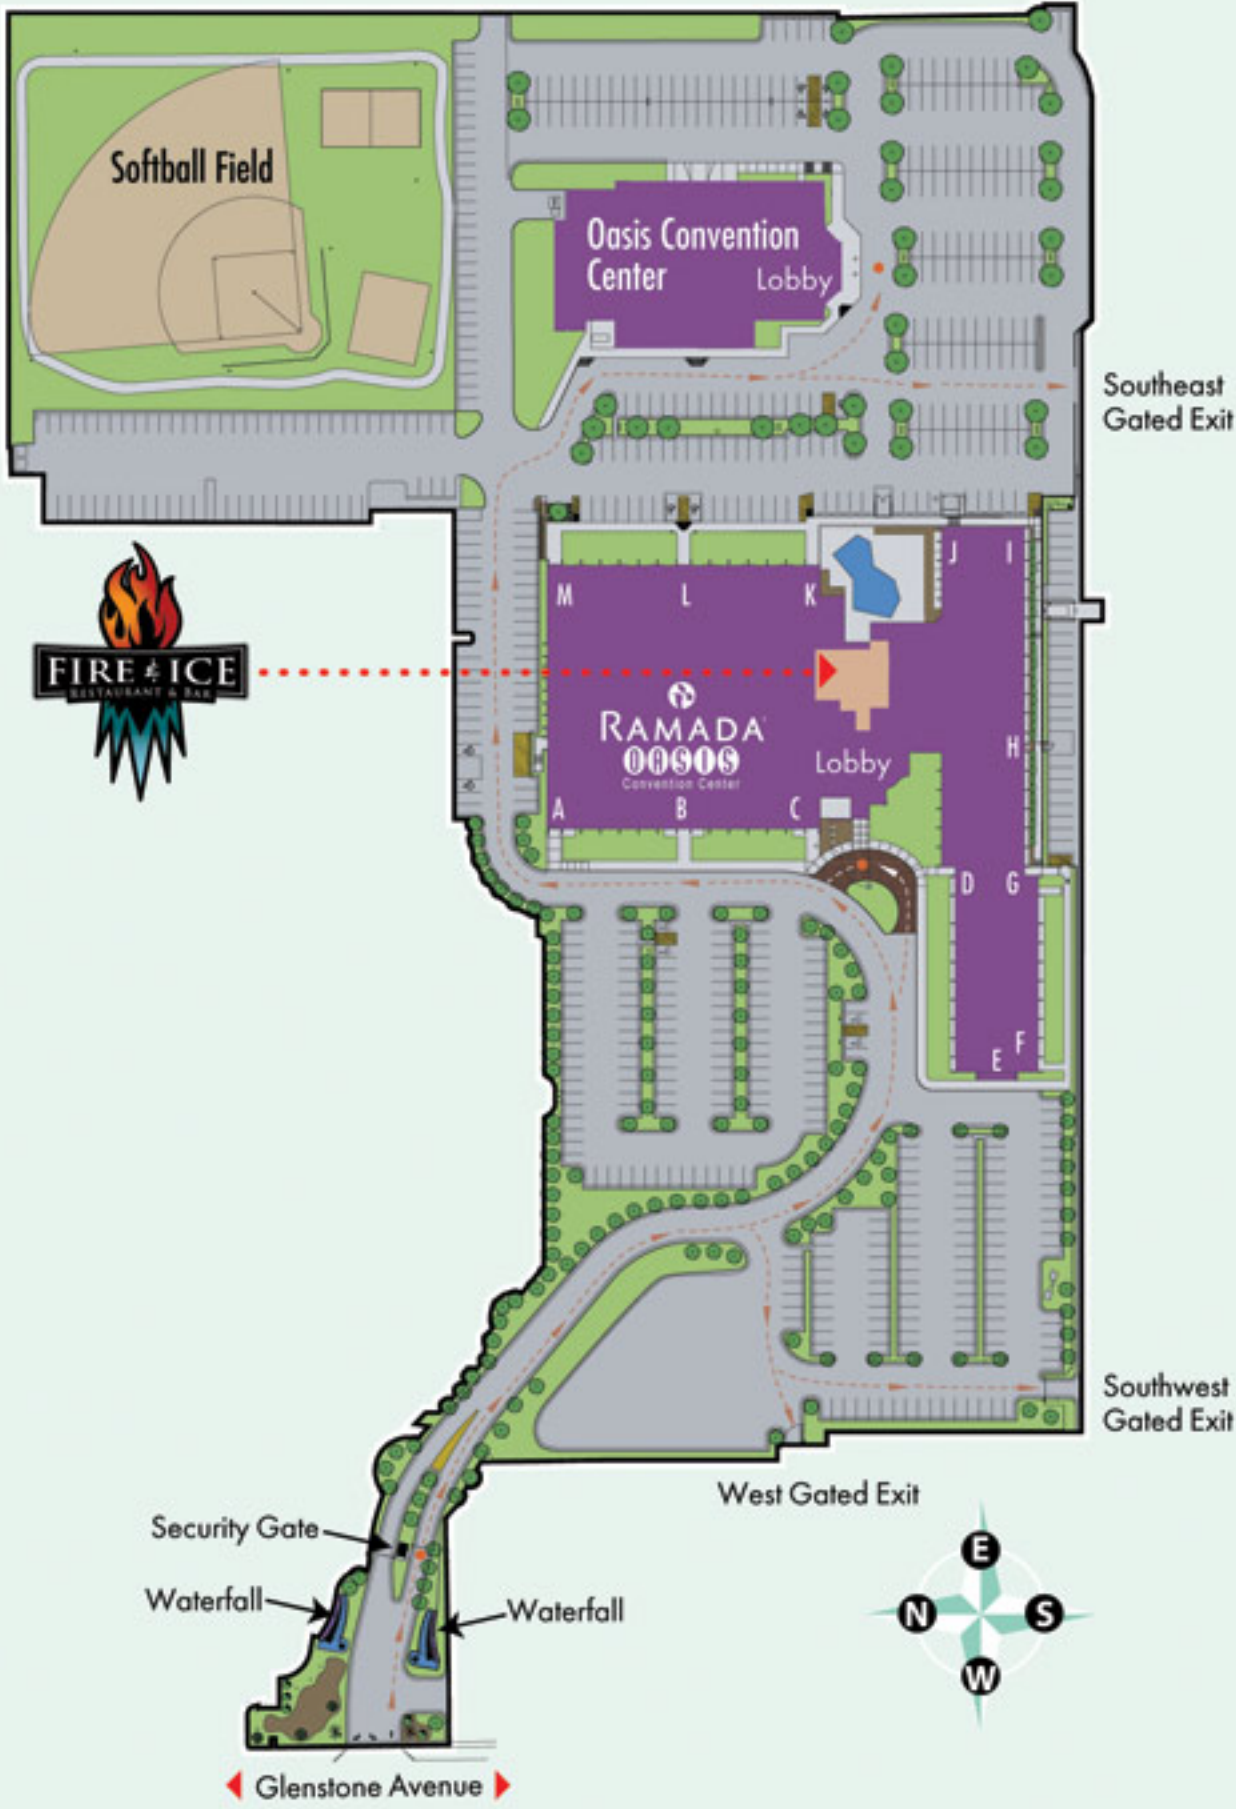 Softball Field
Oasis Convention
Center
Lobby
Southeast
Gated Exit
J
I
M
L
K
FIRE & ICE
RESTAURANT & BAR
RAMADA
OASIS
Convention Center
Lobby
H
A
B
C
D
G
F
E
Southwest
Gated Exit
West Gated Exit
Security Gate
Waterfall
Waterfall
E
N
S
W
Glenstone Avenue